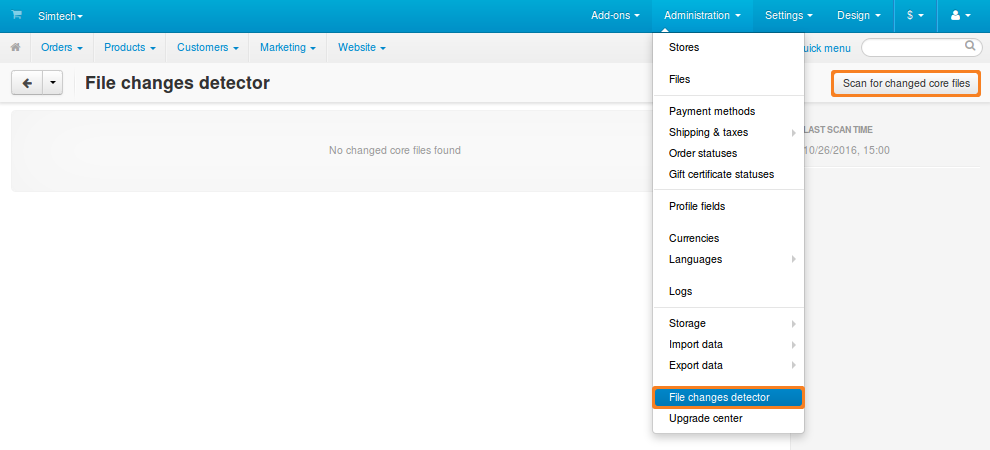 Simtech
Add-ons
Administration
Settings
Design
$
Orders
Products
Customers
Marketing
Website
uick menu
File changes detector
Scan for changed core files
No changed core files found
LAST SCAN TIME
10/26/2016, 15:00
Stores
Files
Payment methods
Shipping & taxes
Order statuses
Gift certificate statuses
Profile fields
Currencies
Languages
Logs
Storage
Import data
Export data
File changes detector
Upgrade center